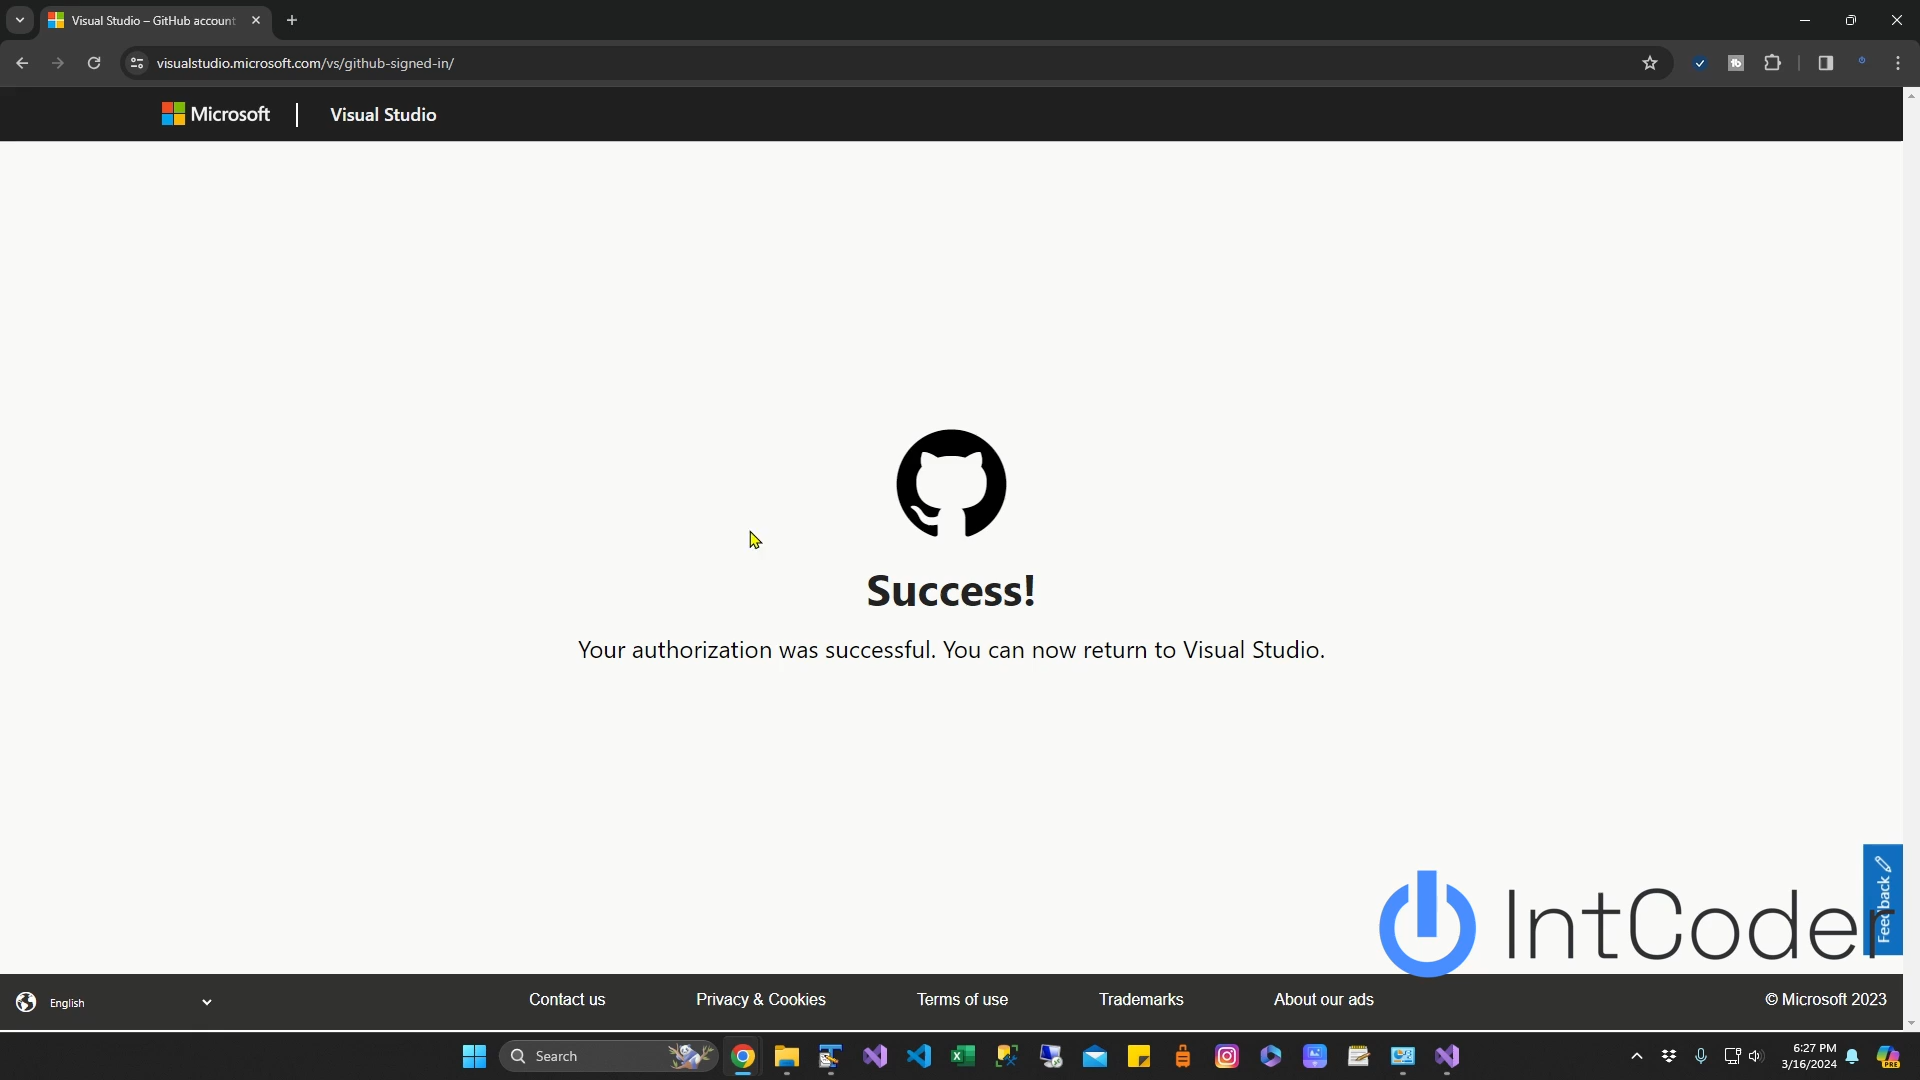 Visual Studio – GitHub account
visualstudio.microsoft.com/vs/github-signed-in/
Microsoft
Visual Studio
Success!
Your authorization was successful. You can now return to Visual Studio.
Feedback
IntCoder
English
Contact us
Privacy & Cookies
Terms of use
Trademarks
About our ads
© Microsoft 2023
Search
6:27 PM
3/16/2024
PRE